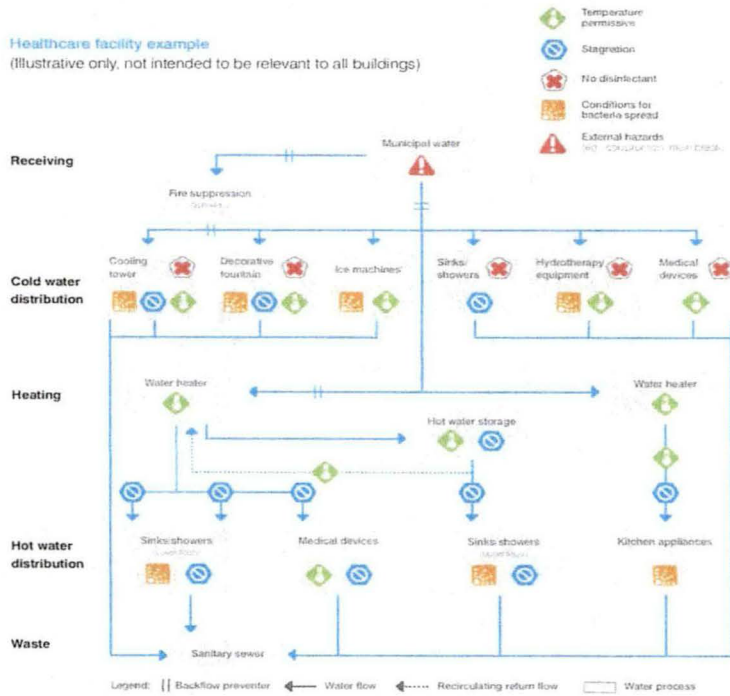 Temperature
permissive
Healthcare facility example
(Illustrative only, not intended to be relevant to all buildings)
Stagnation
No disinfectant
Conditions for
bacteria spread
External hazards
Municipal water
Receiving
Fire suppression
Cooling
tower
Decorative
fountain
Ice machines
Sinks/
showers
Hydrotherapy
equipment
Medical
devices
Cold water
distribution
Heating
Water heater
Water heater
Hot water storage
Hot water
distribution
Sinks/showers
Medical devices
Sinks/showers
Kitchen appliances
Waste
Sanitary sewer
Legend: Backflow preventer Water flow Recirculating return flow Water process